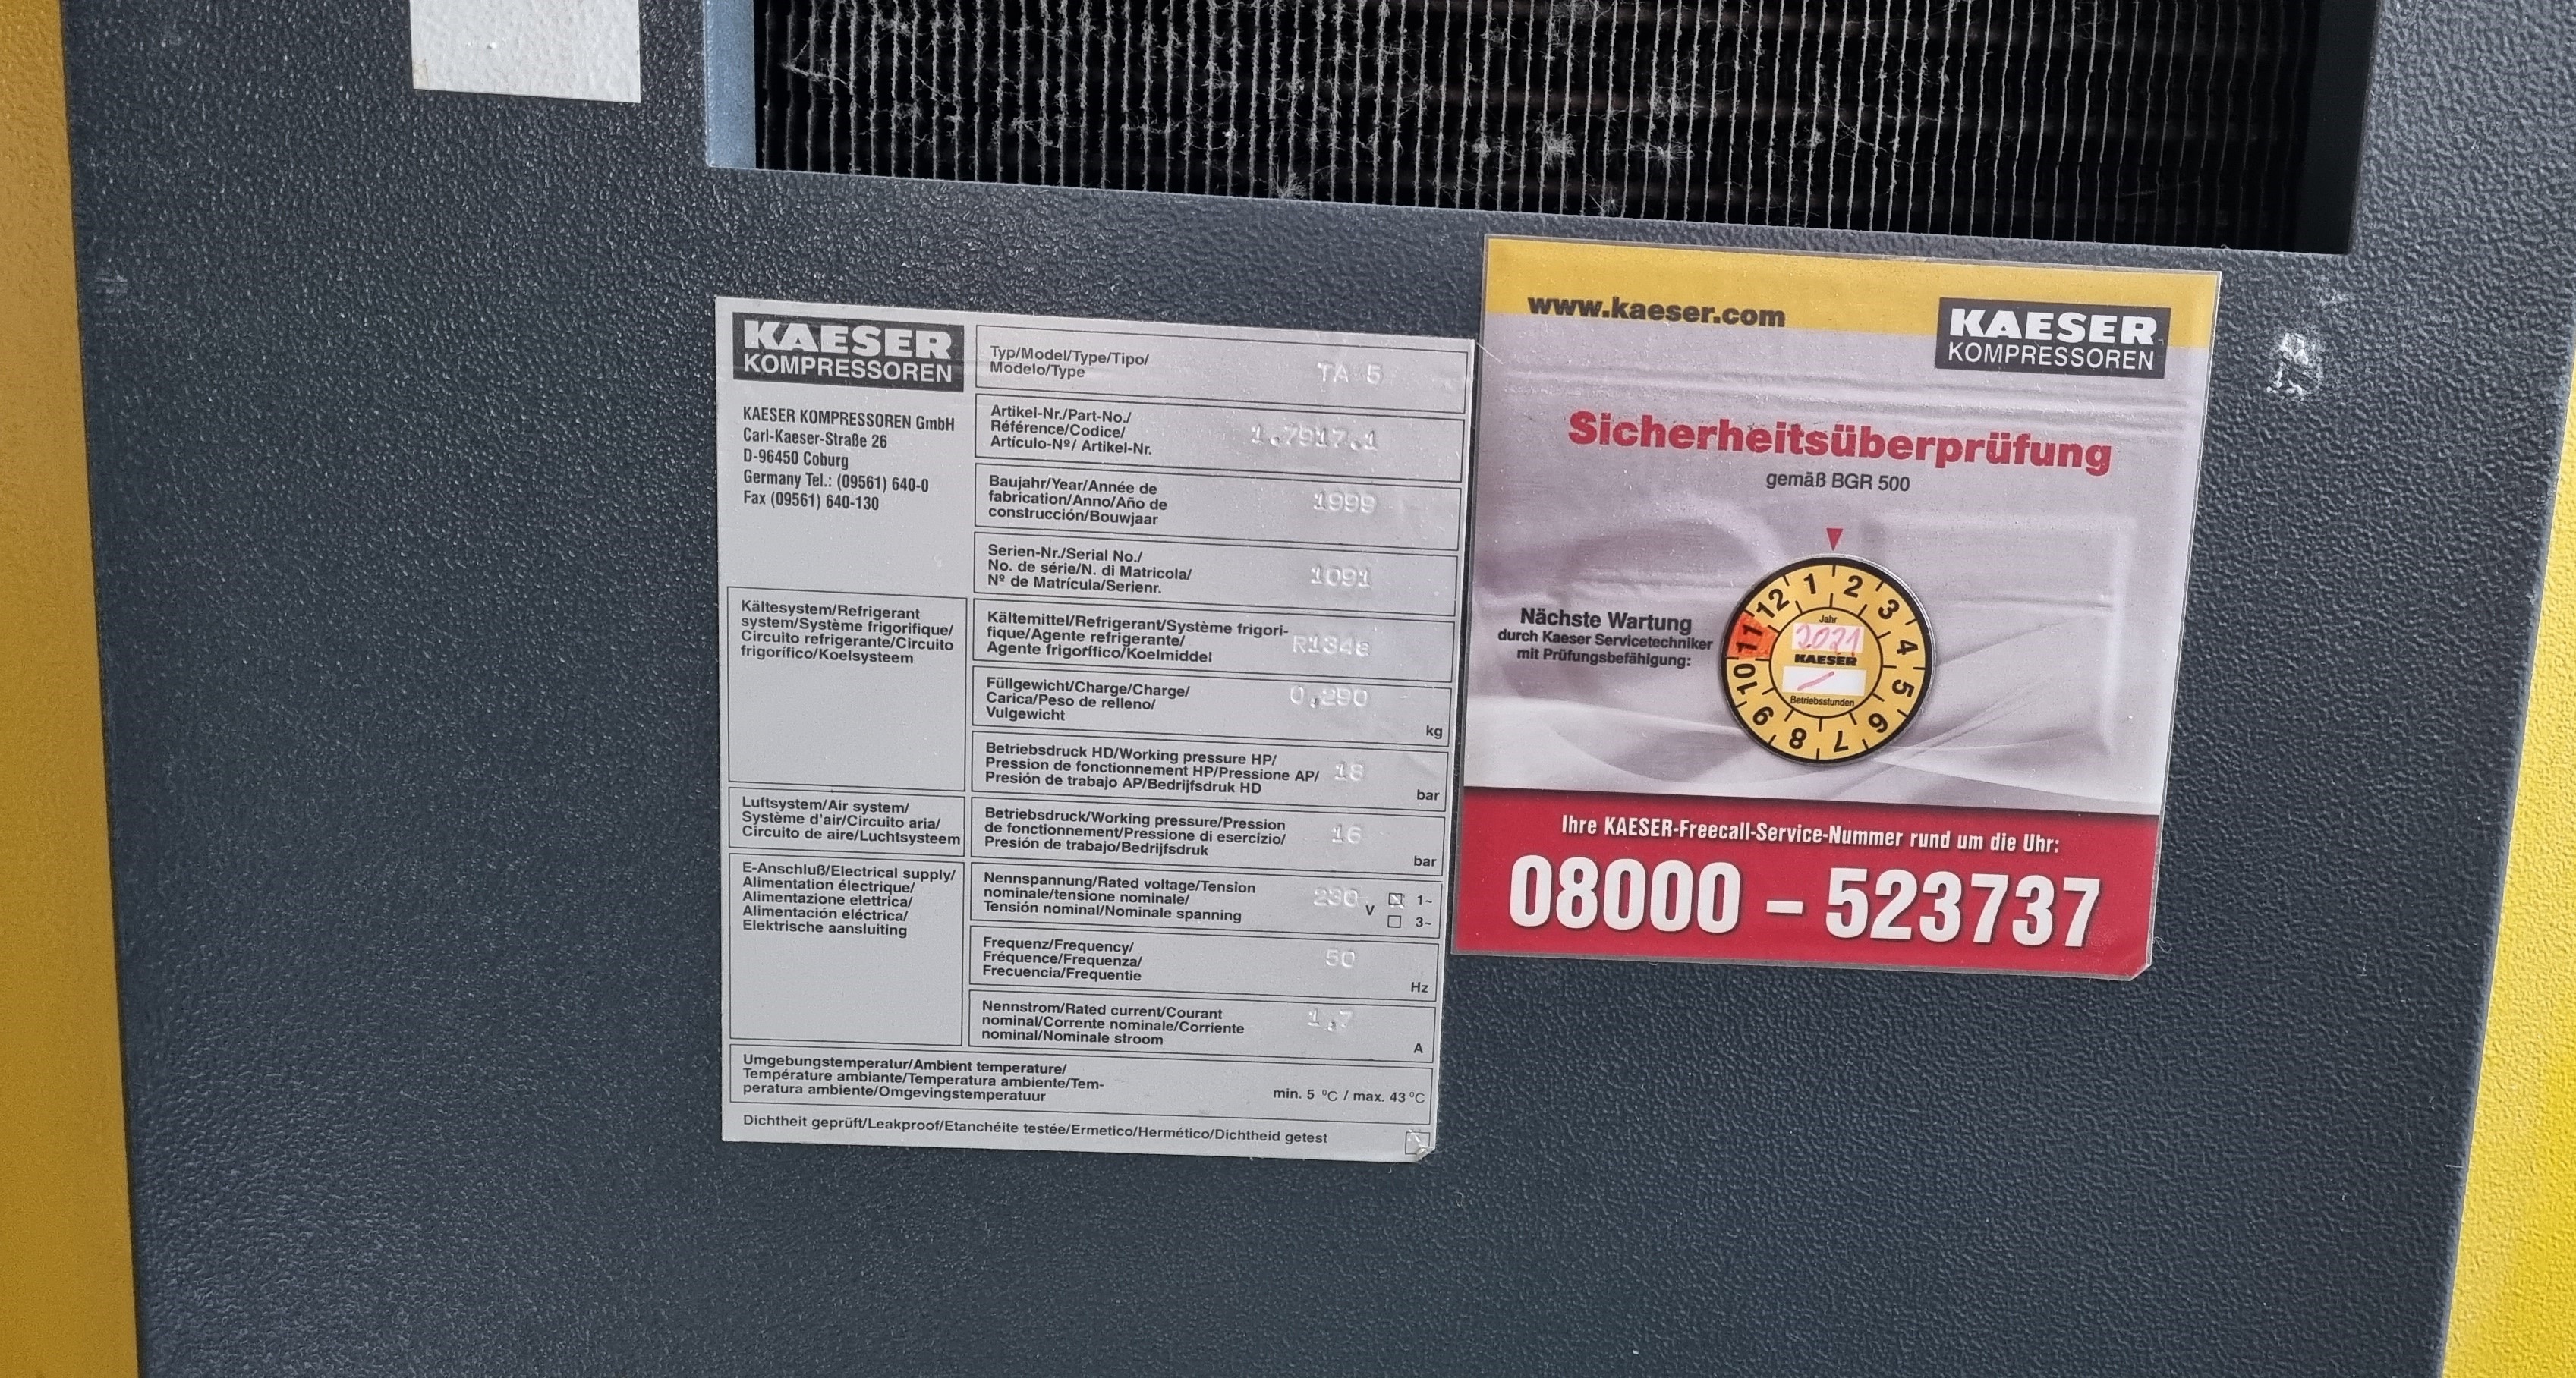 KAESER
KOMPRESSOREN
KAESER KOMPRESSOREN GmbH
Carl-Kaeser-Straße 26
D-96450 Coburg
Germany Tel.: (09561) 640-0
Fax (09561) 640-130
Typ/Model/Type/Tipo/
Modelo/Type
TA 5
Artikel-Nr./Part-No./
Référence/Codice/
Artículo-Nº/ Artikel-Nr.
1.7917.1
Baujahr/Year/Année de
fabrication/Anno/Año de
construcción/Bouwjaar
1999
Serien-Nr./Serial No./
No. de série/N. di Matricola/
Nº de Matrícula/Serienr.
1091
Kältesystem/Refrigerant
system/Système frigorifique/
Circuito refrigerante/Circuito
frigorífico/Koelsysteem
Kältemittel/Refrigerant/Système frigori-
fique/Agente refrigerante/
Agente frigorífico/Koelmiddel
R134a
Füllgewicht/Charge/Charge/
Carica/Peso de relleno/
Vulgewicht
0,290
kg
Betriebsdruck HD/Working pressure HP/
Pression de fonctionnement HP/Pressione AP/
Presión de trabajo AP/Bedrijfsdruk HD
18
bar
Luftsystem/Air system/
Système d'air/Circuito aria/
Circuito de aire/Luchtsysteem
Betriebsdruck/Working pressure/Pression
de fonctionnement/Pressione di esercizio/
Presión de trabajo/Bedrijfsdruk
16
bar
E-Anschluß/Electrical supply/
Alimentation électrique/
Alimentazione elettrica/
Alimentación eléctrica/
Elektrische aansluiting
Nennspannung/Rated voltage/Tension
nominale/tensione nominale/
Tensión nominal/Nominale spanning
230 V
1~
3~
Frequenz/Frequency/
Fréquence/Frequenza/
Frecuencia/Frequentie
50
Hz
Nennstrom/Rated current/Courant
nominal/Corrente nominale/Corriente
nominal/Nominale stroom
1,7
A
Umgebungstemperatur/Ambient temperature/
Température ambiante/Temperatura ambiente/Tem-
peratura ambiente/Omgevingstemperatuur
min. 5 °C / max. 43 °C
Dichtheit geprüft/Leakproof/Etanchéite testée/Ermetico/Hermético/Dichtheid getest
www.kaeser.com
KAESER
KOMPRESSOREN
Sicherheitsüberprüfung
gemäß BGR 500
Nächste Wartung
durch Kaeser Servicetechniker
mit Prüfungsbefähigung:
1 2 3 4 5 6 7 8 9 10 11 12
Jahr
2021
KAESER
Betriebsstunden
Ihre KAESER-Freecall-Service-Nummer rund um die Uhr:
08000 – 523737